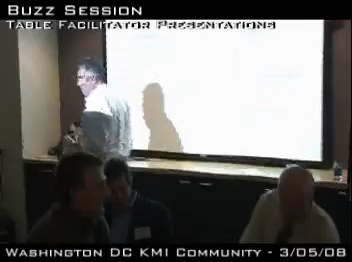 Buzz Session
Table Facilitator Presentations
Washington DC KMI Community - 3/05/08